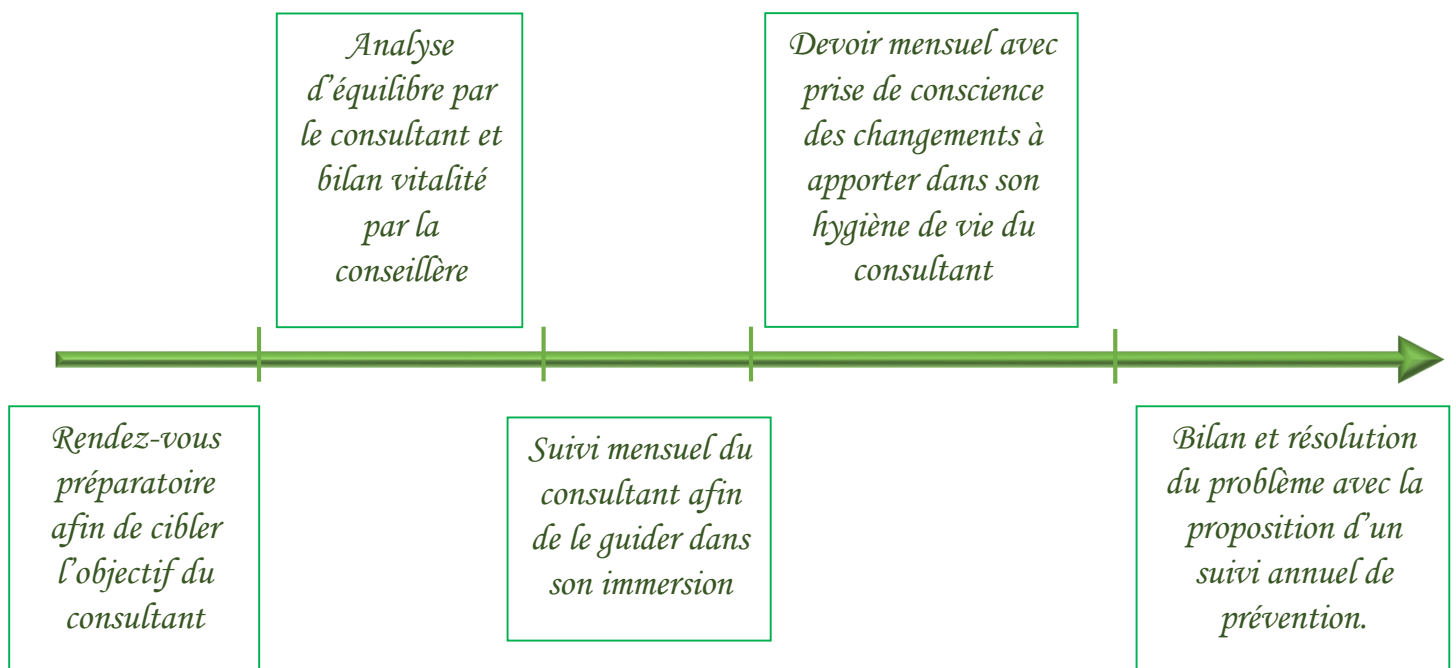 Analyse
d'équilibre par
le consultant et
bilan vitalité
par la
conseillère
Devoir mensuel avec
prise de conscience
des changements à
apporter dans son
hygiène de vie du
consultant
Rendez-vous
préparatoire
afin de cibler
l'objectif du
consultant
Suivi mensuel du
consultant afin
de le guider dans
son immersion
Bilan et résolution
du problème avec la
proposition d'un
suivi annuel de
prévention.